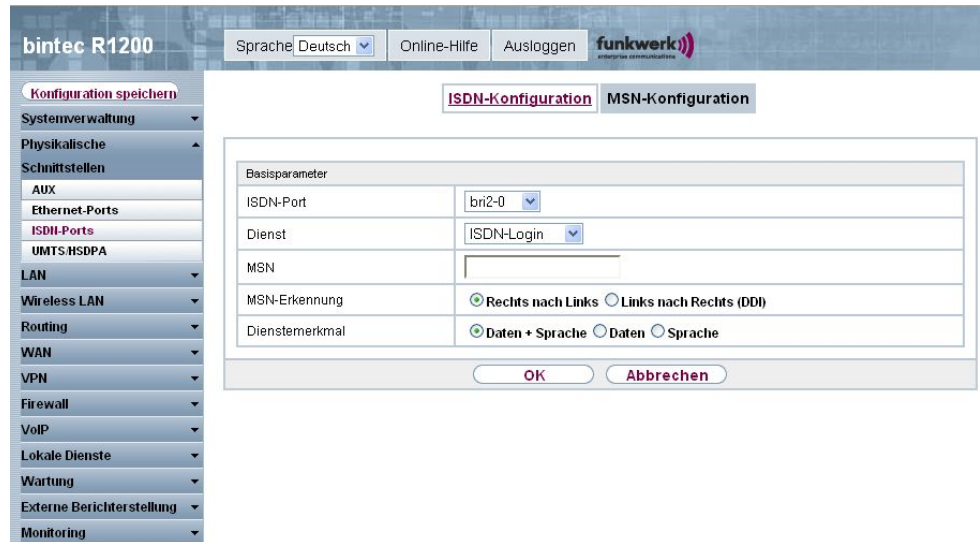 bintec R1200
Sprache Deutsch
Online-Hilfe
Ausloggen
funkwerk
enterprise communications
Konfiguration speichern
Systemverwaltung
Physikalische
Schnittstellen
AUX
Ethernet-Ports
ISDN-Ports
UMTS/HSDPA
LAN
Wireless LAN
Routing
WAN
VPN
Firewall
VoIP
Lokale Dienste
Wartung
Externe Berichterstellung
Monitoring
ISDN-Konfiguration
MSN-Konfiguration
Basisparameter
ISDN-Port bri2-0
Dienst ISDN-Login
MSN
MSN-Erkennung Rechts nach Links Links nach Rechts (DDI)
Dienstemerkmal Daten + Sprache Daten Sprache
OK Abbrechen